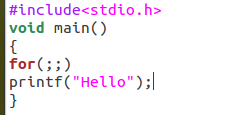 #include<stdio.h>
void main()
{
for(;;)
printf("Hello");
}